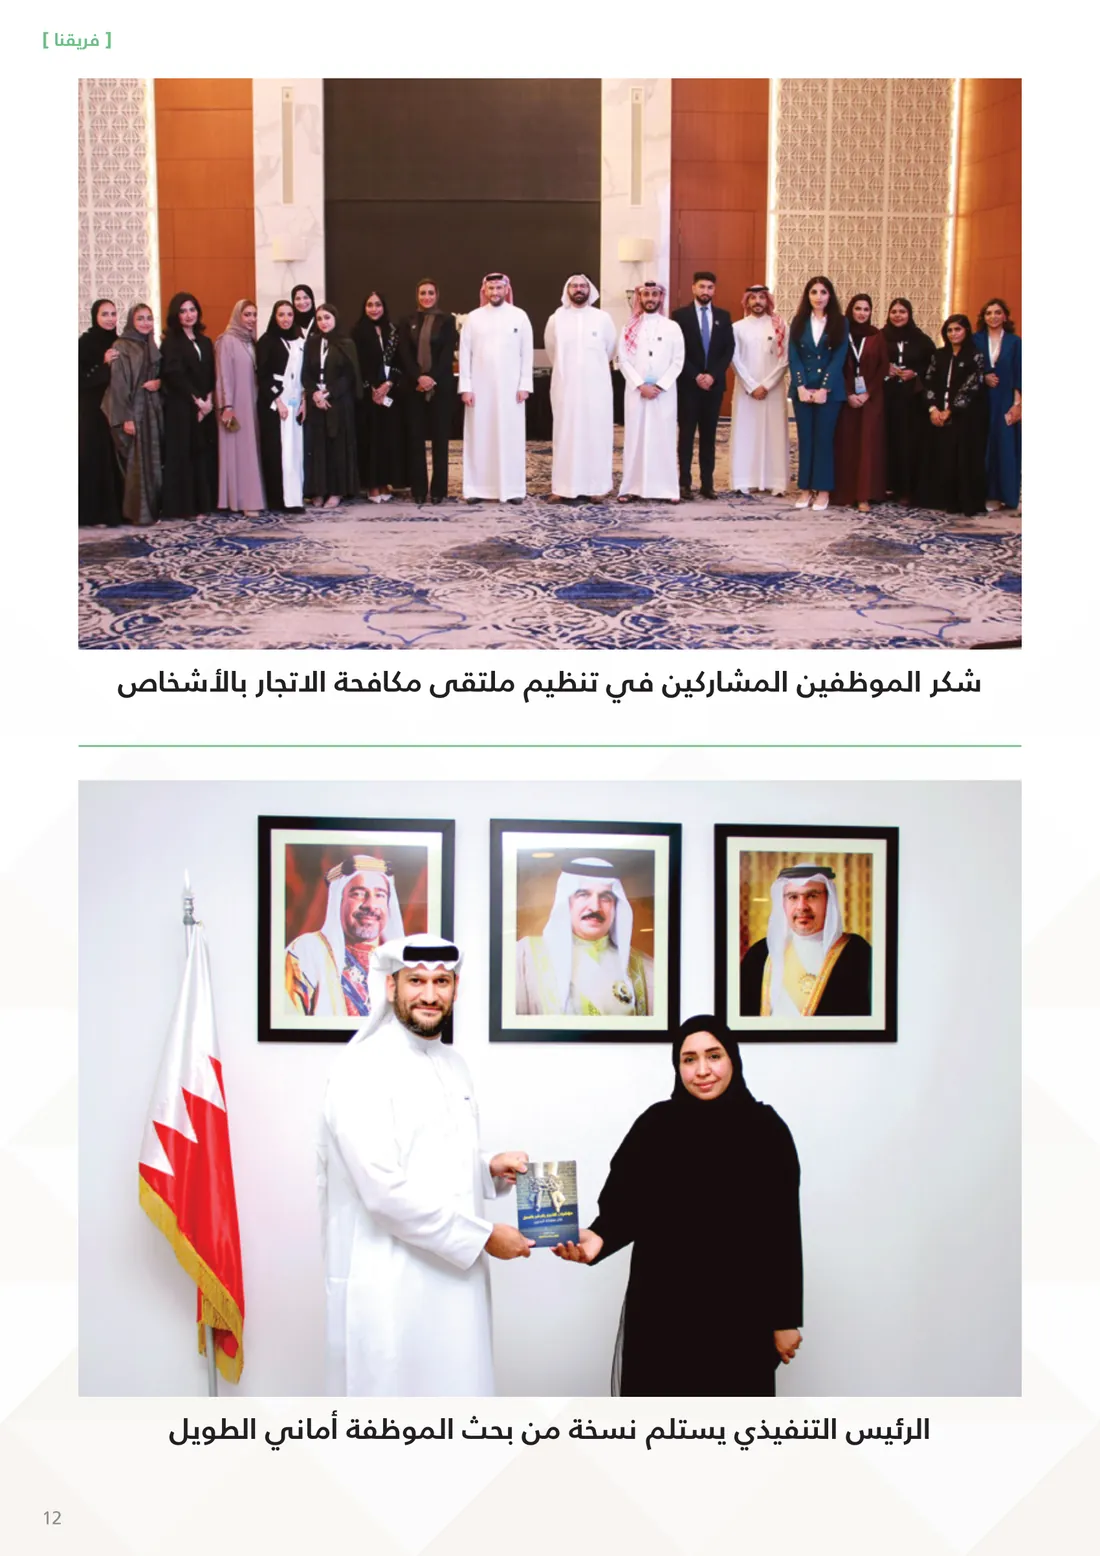 [ فريقنا ]
شكر الموظفين المشاركين في تنظيم ملتقى مكافحة الاتجار بالأشخاص
الرئيس التنفيذي يستلم نسخة من بحث الموظفة أماني الطويل
12